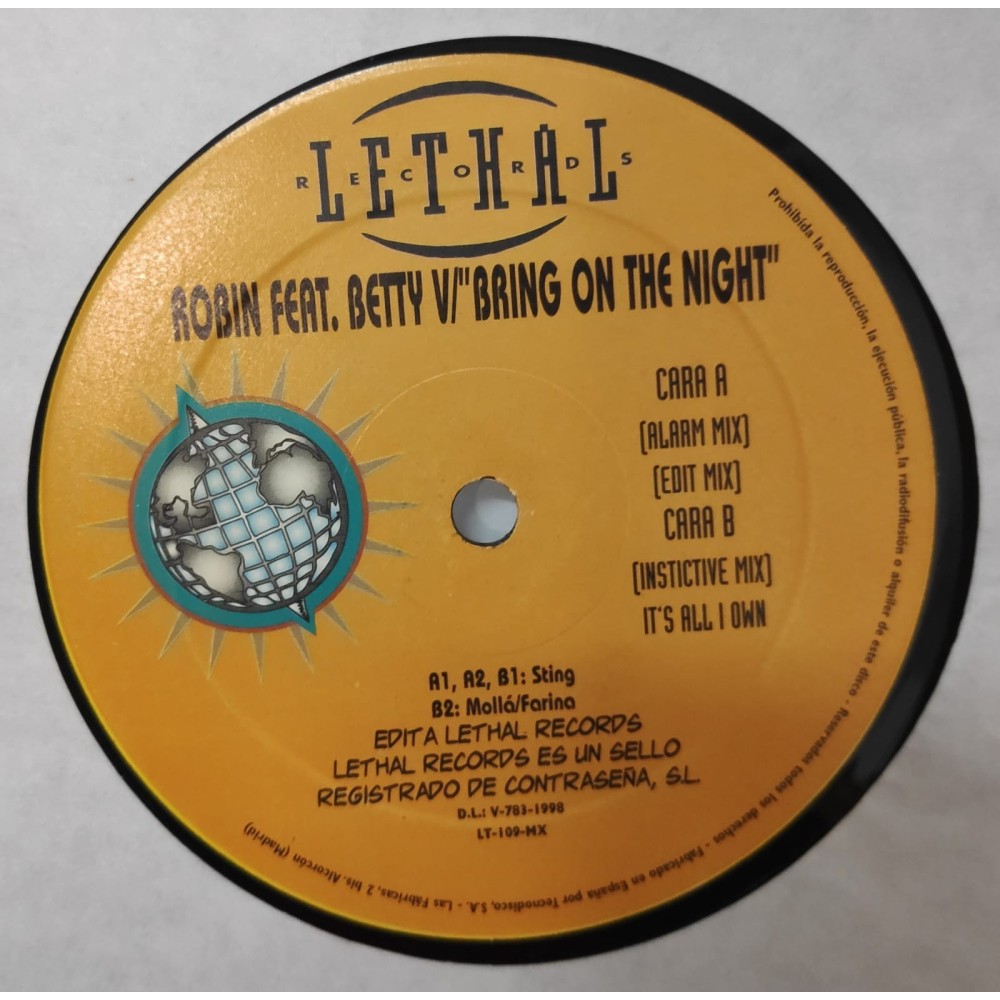 LETHAL
RECORDS
ROBIN FEAT. BETTY V/"BRING ON THE NIGHT"
CARA A
(ALARM MIX)
(EDIT MIX)
CARA B
(INSTICTIVE MIX)
IT'S ALL I OWN
A1, A2, B1: Sting
B2: Mollá/Farina
EDITA LETHAL RECORDS
LETHAL RECORDS ES UN SELLO
REGISTRADO DE CONTRASEÑA, S.L.
D.L.: V-783-1998
LT-109-MX
Prohibida la reproducción, la ejecución pública, la radiodifusión o alquiler de este disco - Reservados todos los derechos - Fabricado en España por Tecnodisco, S.A. - Las Fábricas, 2 bis. Alcorcón (Madrid)